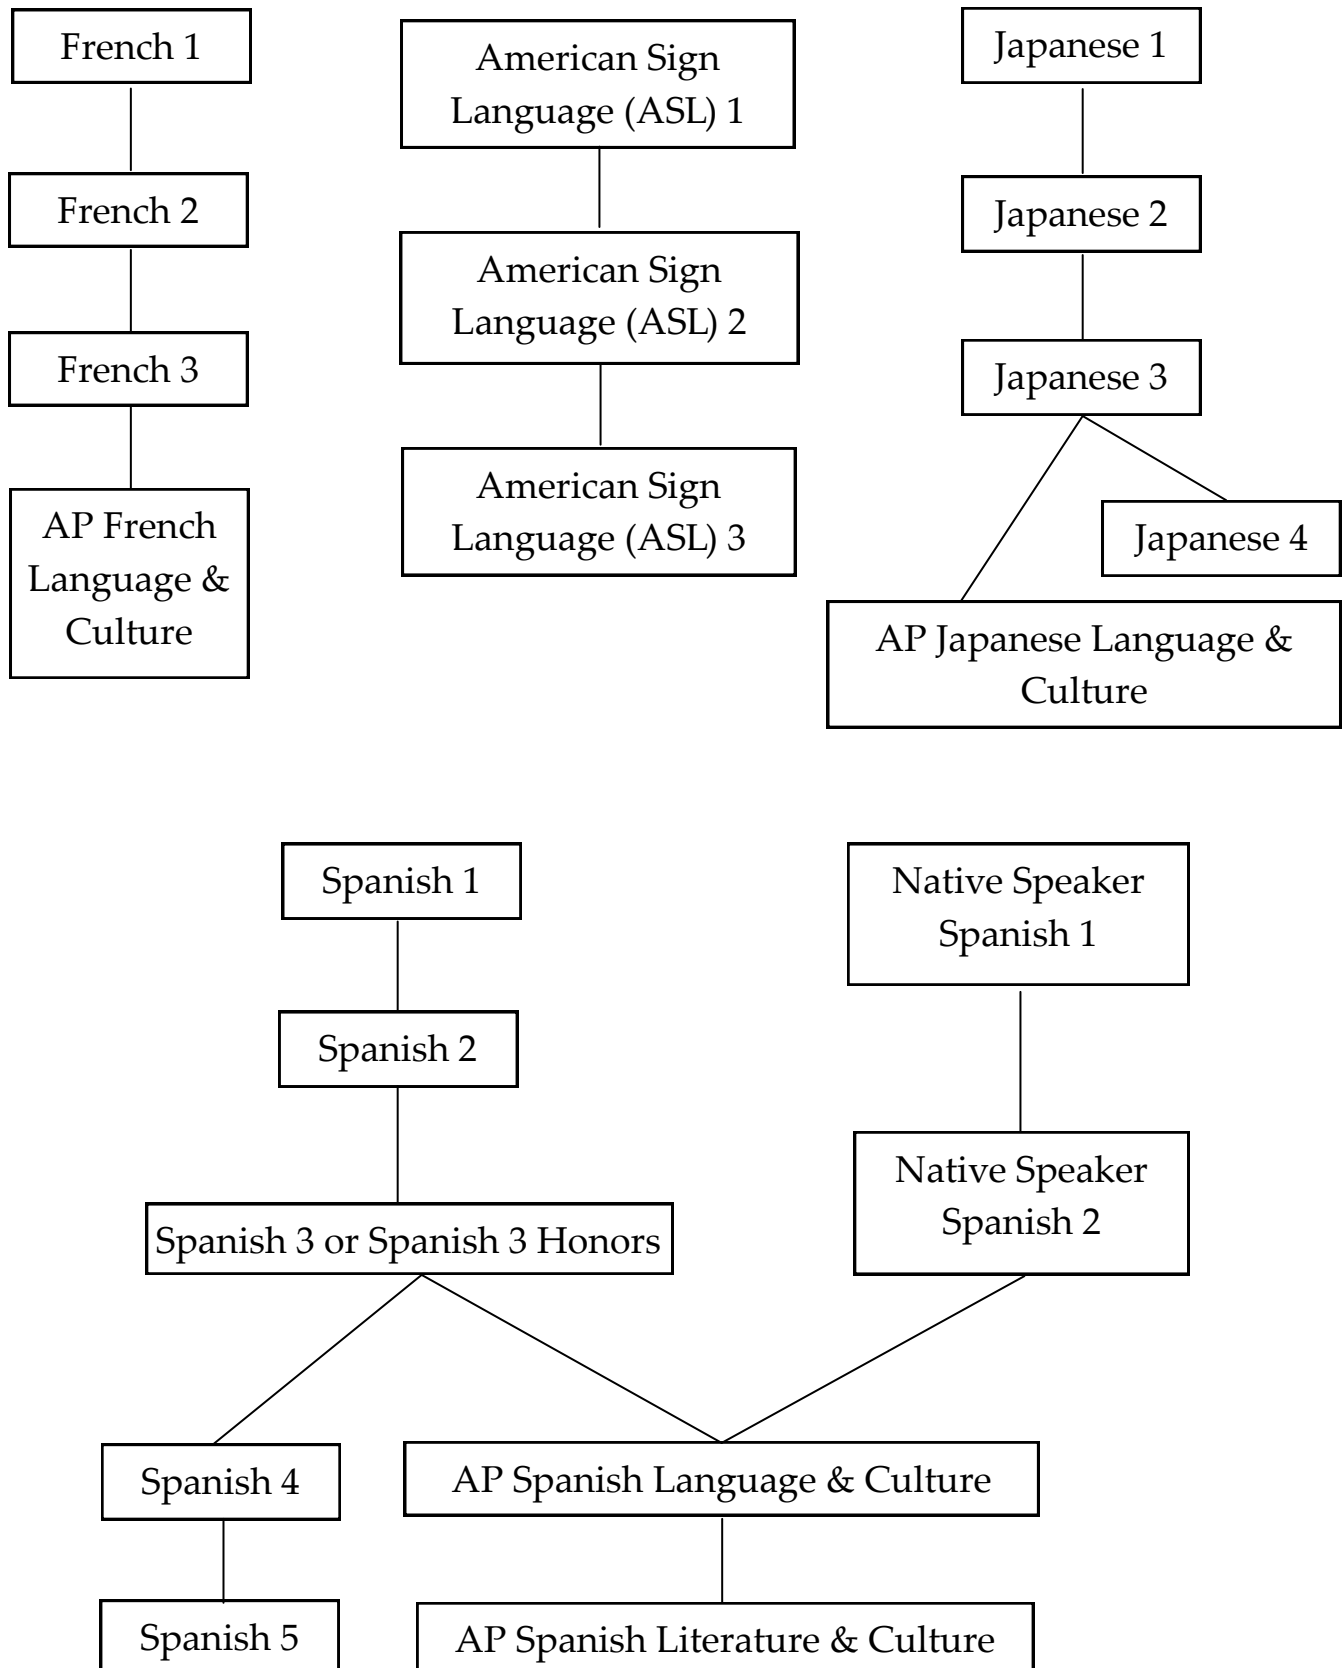 French 1
French 2
French 3
AP French
Language &
Culture
American Sign
Language (ASL) 1
American Sign
Language (ASL) 2
American Sign
Language (ASL) 3
Japanese 1
Japanese 2
Japanese 3
Japanese 4
AP Japanese Language &
Culture
Spanish 1
Spanish 2
Spanish 3 or Spanish 3 Honors
Spanish 4
Spanish 5
Native Speaker
Spanish 1
Native Speaker
Spanish 2
AP Spanish Language & Culture
AP Spanish Literature & Culture